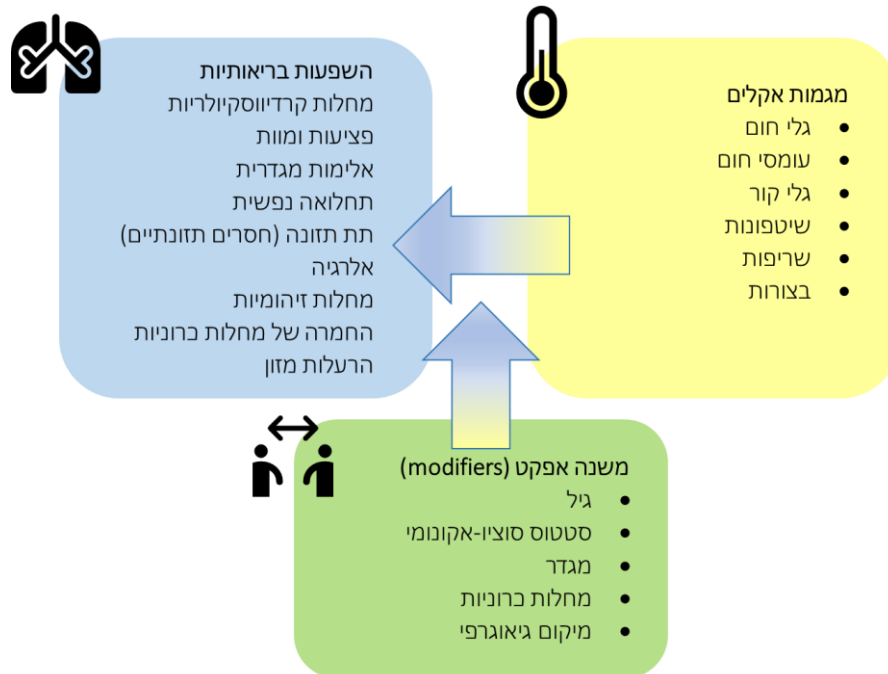 מגמות אקלים
• גלי חום
• עומסי חום
• גלי קור
• שיטפונות
• שריפות
• בצורות
השפעות בריאותיות
מחלות קרדיווסקיולריות
פציעות ומוות
אלימות מגדרית
תחלואה נפשית
תת תזונה (חסרים תזונתיים)
אלרגיה
מחלות זיהומיות
החמרה של מחלות כרוניות
הרעלות מזון
משנה אפקט (modifiers)
• גיל
• סטטוס סוציו-אקונומי
• מגדר
• מחלות כרוניות
• מיקום גיאוגרפי